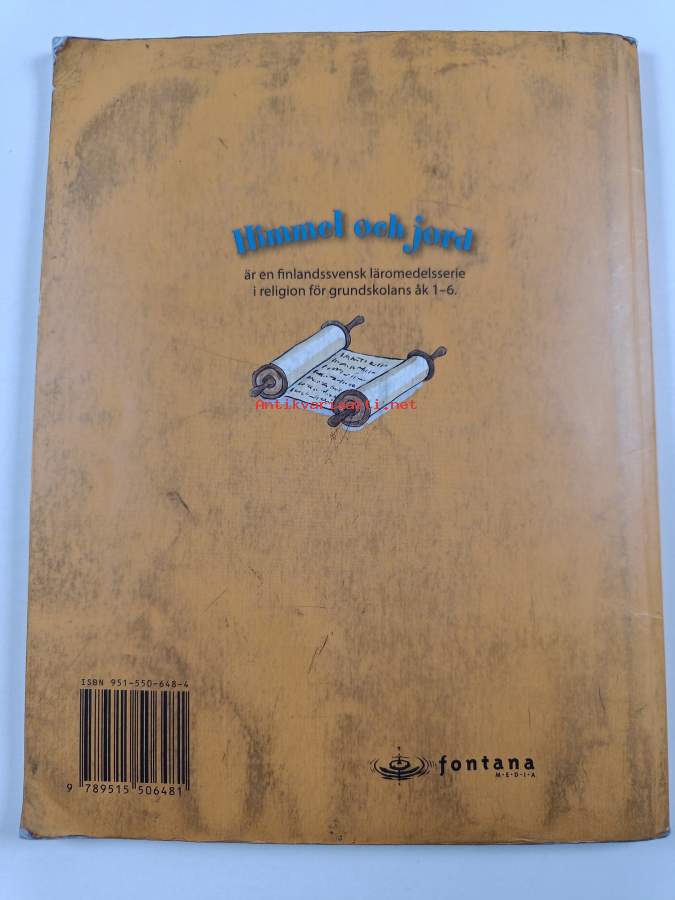 Himmel och jord
är en finlandssvensk läromedelsserie
i religion för grundskolans åk 1–6.
Antikvariaatti.net
ISBN 951-550-648-4
9 789515 506481
fontana
M·E·D·I·A